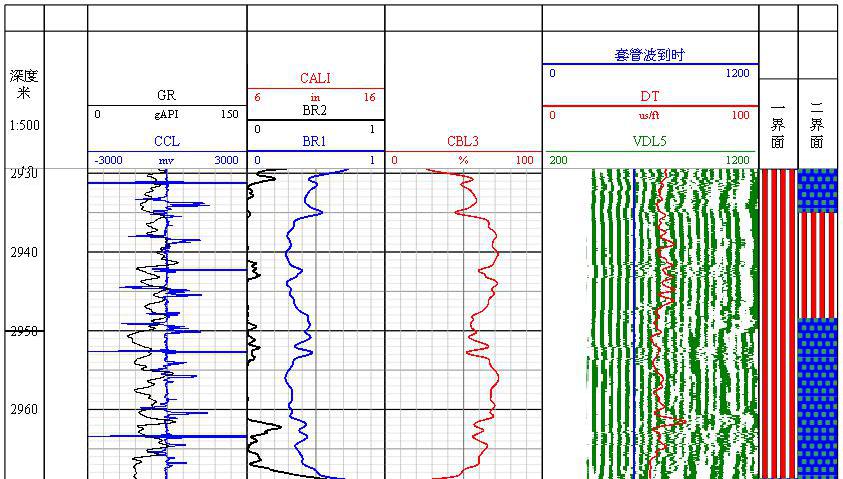 套管波到时
0 1200
深度
米
1:500
CALI
6 in 16
GR
0 gAPI 150
BR2
0 1
DT
0 us/ft 100
CCL
-3000 mv 3000
BR1
0 1
CBL3
0 % 100
VDL5
200 1200
一界面
二界面
2930
2940
2950
2960